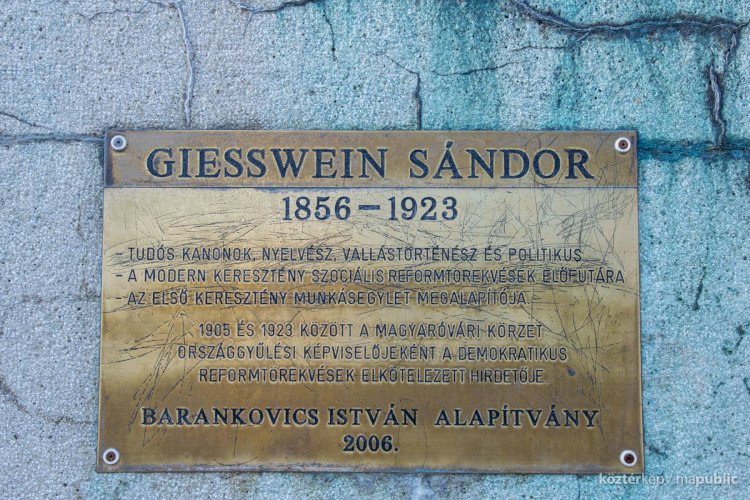 GIESSWEIN SÁNDOR
1856 – 1923
- TUDÓS KANONOK, NYELVÉSZ, VALLÁSTÖRTÉNÉSZ ÉS POLITIKUS
- A MODERN KERESZTÉNY SZOCIÁLIS REFORMTÖREKVÉSEK ELŐFUTÁRA
- AZ ELSŐ KERESZTÉNY MUNKÁSEGYLET MEGALAPÍTÓJA
1905 ÉS 1923 KÖZÖTT A MAGYARÓVÁRI KÖRZET
ORSZÁGGYŰLÉSI KÉPVISELŐJEKÉNT A DEMOKRATIKUS
REFORMTÖREKVÉSEK ELKÖTELEZETT HIRDETŐJE
BARANKOVICS ISTVÁN ALAPÍTVÁNY
2006.
köztérkép / mapublic